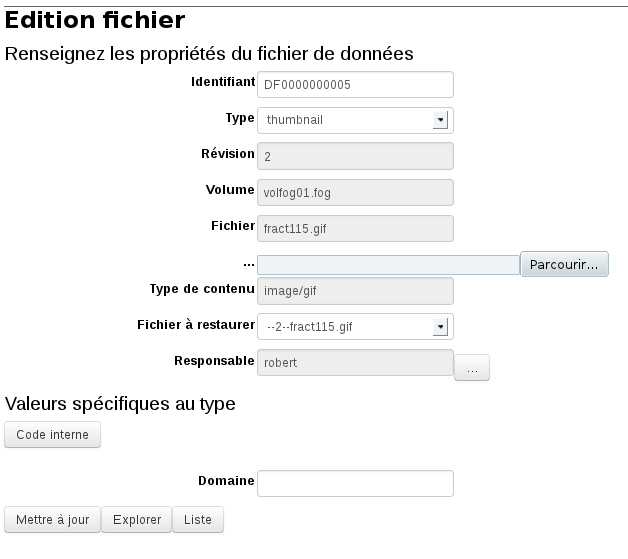 Edition fichier
Renseignez les propriétés du fichier de données
Identifiant DF0000000005
Type thumbnail
Révision 2
Volume volfog01.fog
Fichier fract115.gif
... Parcourir...
Type de contenu image/gif
Fichier à restaurer --2--fract115.gif
Responsable robert ...
Valeurs spécifiques au type
Code interne
Domaine
Mettre à jour Explorer Liste